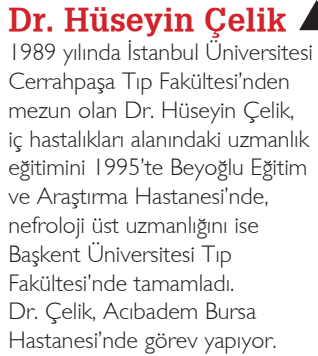 Dr. Hüseyin Çelik
1989 yılında İstanbul Üniversitesi
Cerrahpaşa Tıp Fakültesi'nden
mezun olan Dr. Hüseyin Çelik,
iç hastalıkları alanındaki uzmanlık
eğitimini 1995'te Beyoğlu Eğitim
ve Araştırma Hastanesi'nde,
nefroloji üst uzmanlığını ise
Başkent Üniversitesi Tıp
Fakültesi'nde tamamladı.
Dr. Çelik, Acıbadem Bursa
Hastanesi'nde görev yapıyor.